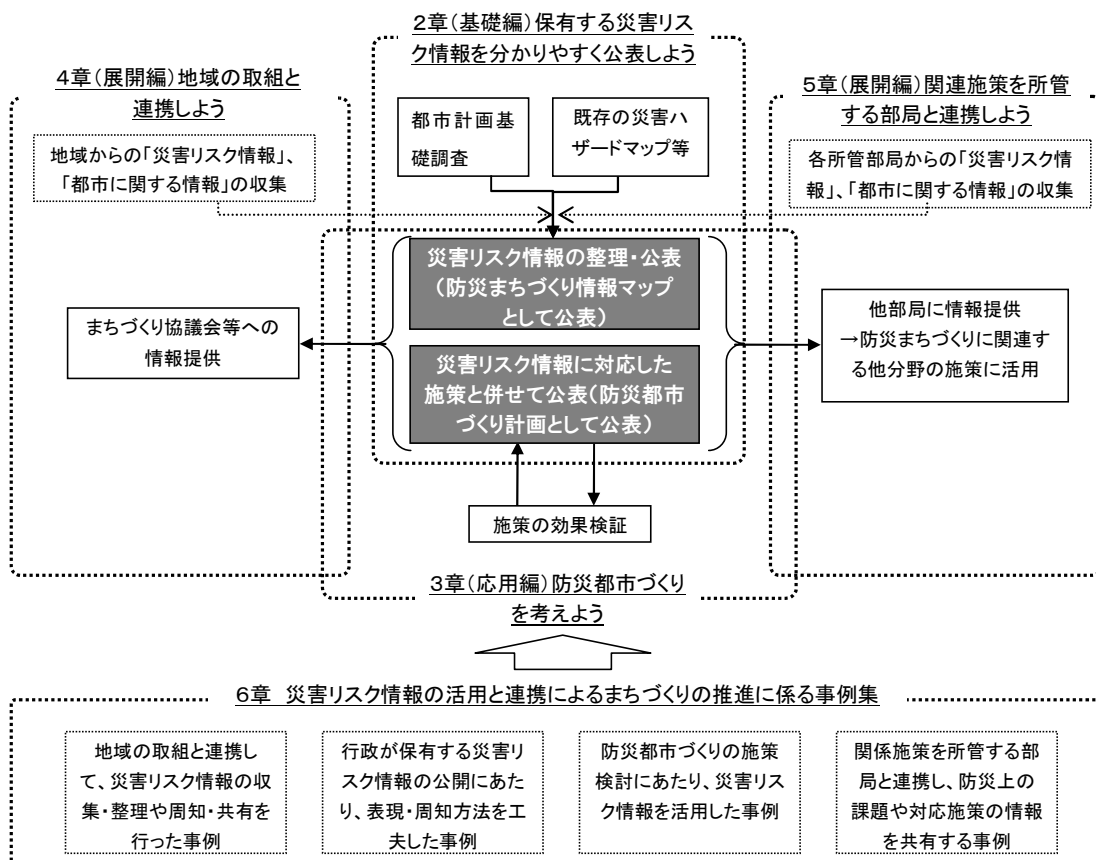 2章(基礎編)保有する災害リス
ク情報を分かりやすく公表しよう
4章(展開編)地域の取組と
連携しよう
5章(展開編)関連施策を所管
する部局と連携しよう
地域からの「災害リスク情報」、
「都市に関する情報」の収集
都市計画基
礎調査
既存の災害ハ
ザードマップ等
各所管部局からの「災害リスク情
報」、「都市に関する情報」の収集
災害リスク情報の整理・公表
(防災まちづくり情報マップ
として公表)
まちづくり協議会等への
情報提供
災害リスク情報に対応した
施策と併せて公表(防災都市
づくり計画として公表)
他部局に情報提供
→防災まちづくりに関連す
る他分野の施策に活用
施策の効果検証
3章(応用編)防災都市づくり
を考えよう
6章 災害リスク情報の活用と連携によるまちづくりの推進に係る事例集
地域の取組と連携し
て、災害リスク情報の収
集・整理や周知・共有を
行った事例
行政が保有する災害リ
スク情報の公開にあた
り、表現・周知方法を工
夫した事例
防災都市づくりの施策
検討にあたり、災害リス
ク情報を活用した事例
関係施策を所管する部
局と連携し、防災上の
課題や対応施策の情報
を共有する事例